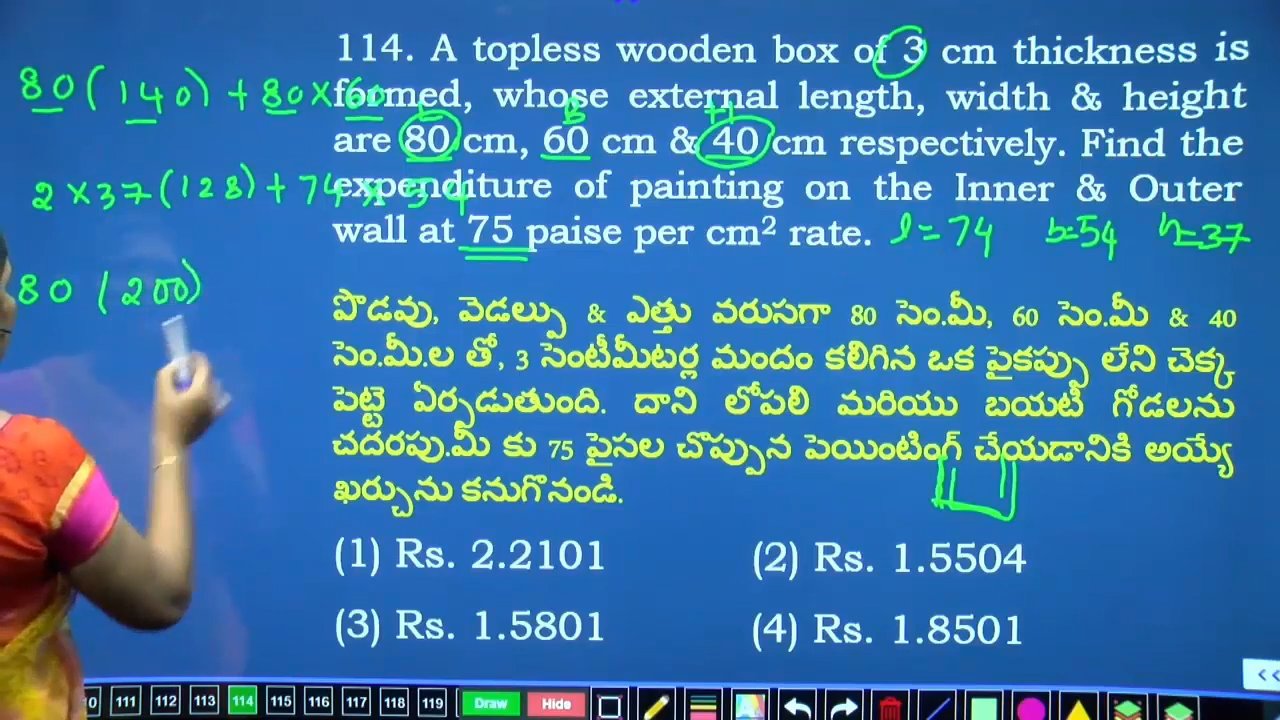 114. A topless wooden box of 3 cm thickness is
formed, whose external length, width & height
are 80 cm, 60 cm & 40 cm respectively. Find the
expenditure of painting on the Inner & Outer
wall at 75 paise per cm² rate. l=74 b=54 h=37
80(140)+80×60
L B H
2×37(128)+74×54
80(200)
పొడవు, వెడల్పు & ఎత్తు వరుసగా 80 సెం.మీ, 60 సెం.మీ & 40
సెం.మీ.ల తో, 3 సెంటీమీటర్ల మందం కలిగిన ఒక పైకప్పు లేని చెక్క
పెట్టె ఏర్పడుతుంది. దాని లోపలి మరియు బయటి గోడలను
చదరపు.మీ కు 75 పైసల చొప్పున పెయింటింగ్ చేయడానికి అయ్యే
ఖర్చును కనుగొనండి.
(1) Rs. 2.2101 (2) Rs. 1.5504
(3) Rs. 1.5801 (4) Rs. 1.8501
<<
0 111 112 113 114 115 116 117 118 119 Draw Hide